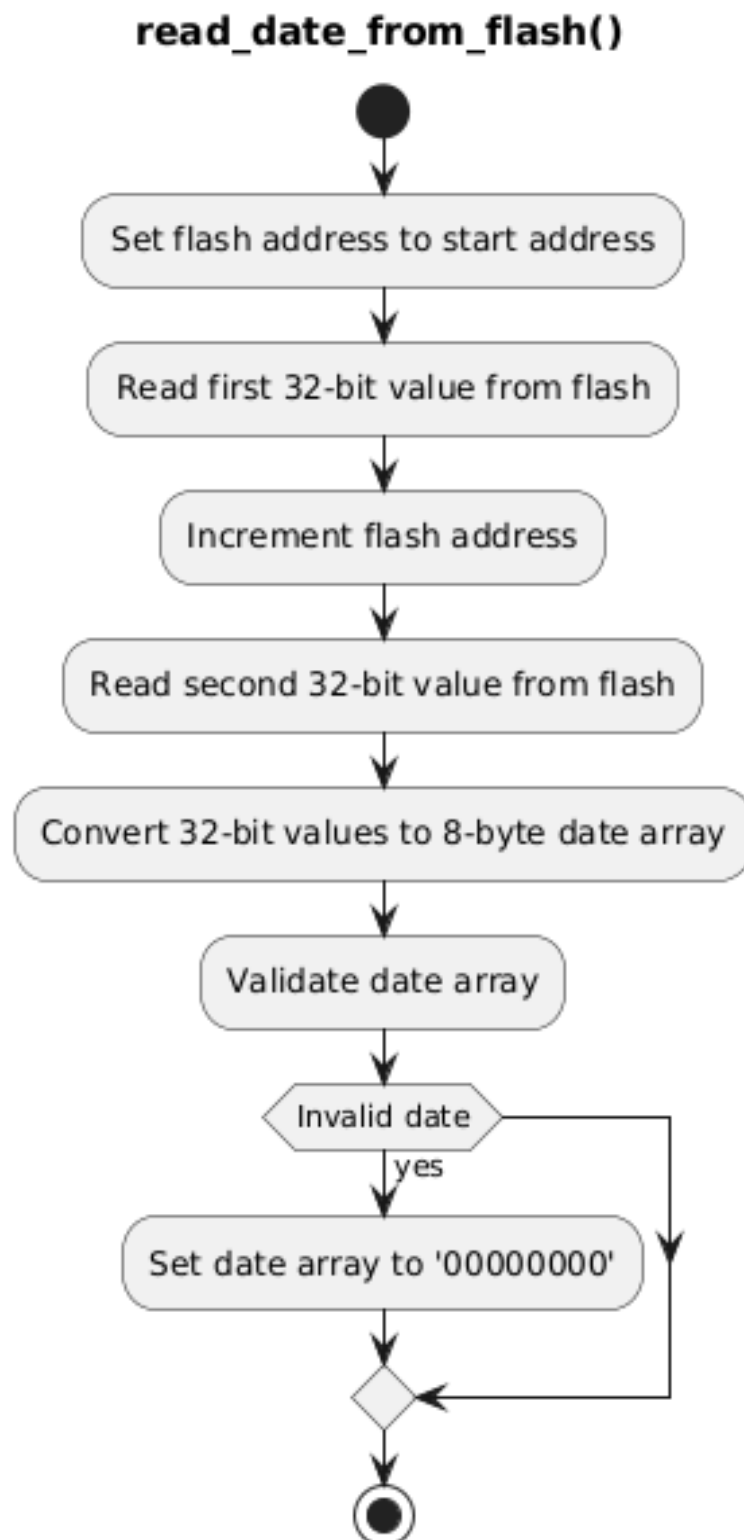 read_date_from_flash()
Set flash address to start address
Read first 32-bit value from flash
Increment flash address
Read second 32-bit value from flash
Convert 32-bit values to 8-byte date array
Validate date array
Invalid date
yes
Set date array to '00000000'